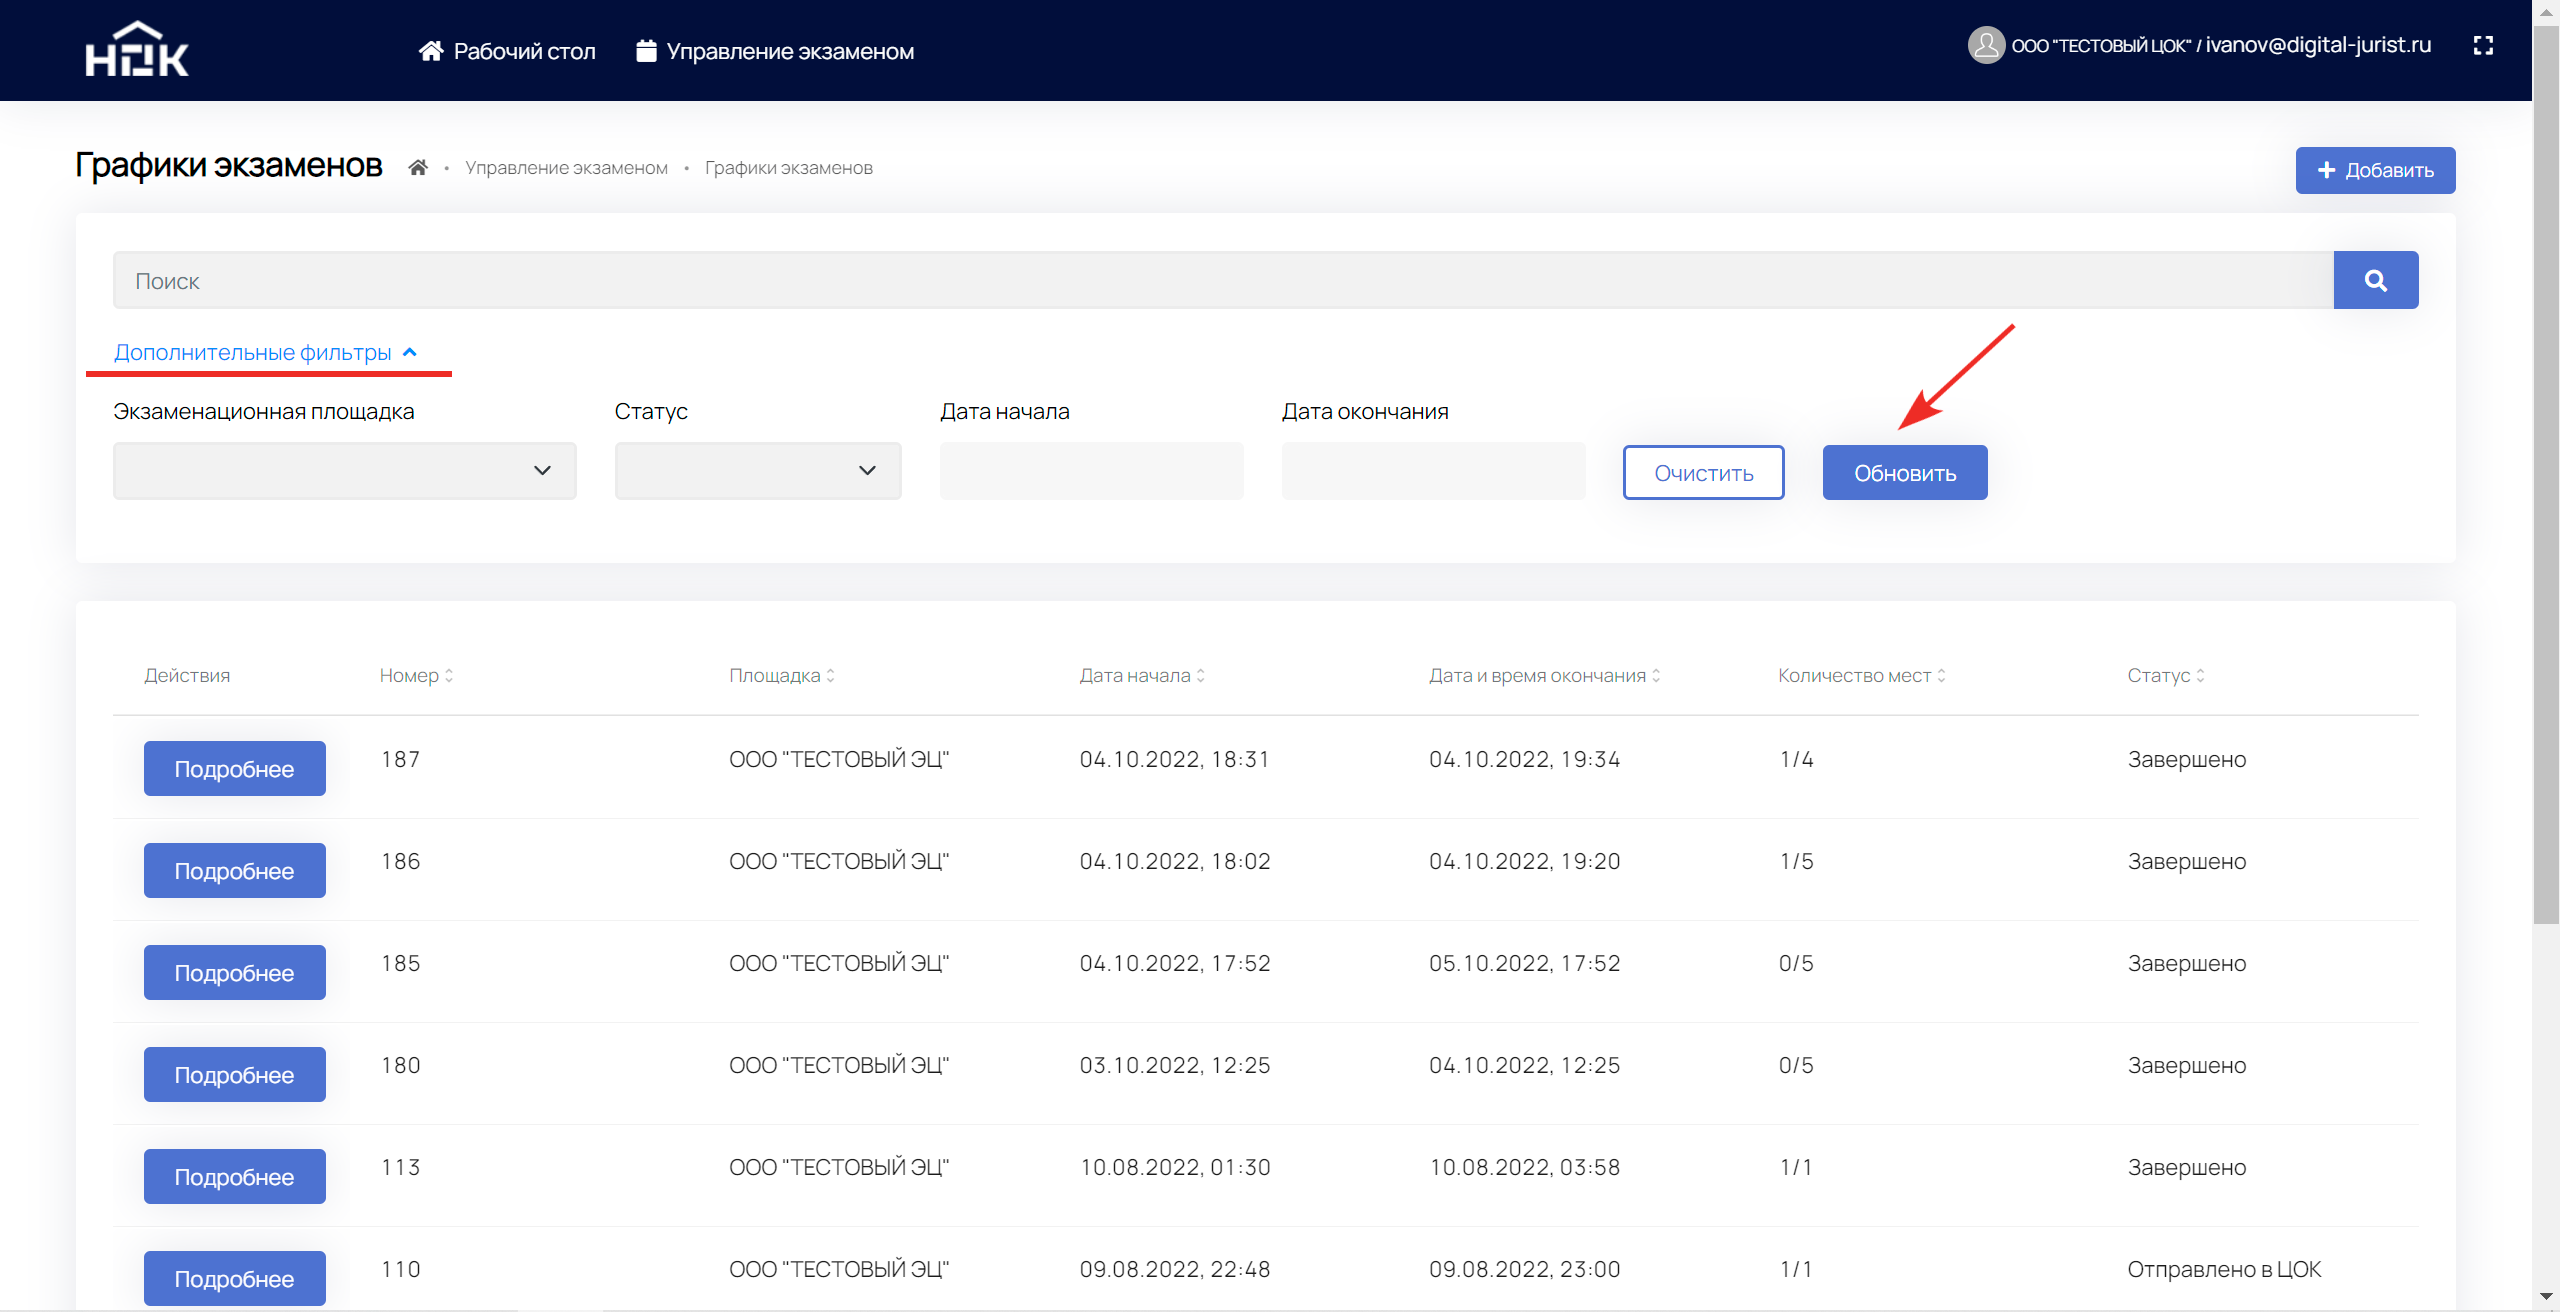 НОК
Рабочий стол
Управление экзаменом
ООО "ТЕСТОВЫЙ ЦОК" / ivanov@digital-jurist.ru
Графики экзаменов
Управление экзаменом • Графики экзаменов
Добавить
Поиск
Дополнительные фильтры
Экзаменационная площадка Статус Дата начала Дата окончания
Очистить Обновить
Действия Номер Площадка Дата начала Дата и время окончания Количество мест Статус
Подробнее 187 ООО "ТЕСТОВЫЙ ЭЦ" 04.10.2022, 18:31 04.10.2022, 19:34 1/4 Завершено
Подробнее 186 ООО "ТЕСТОВЫЙ ЭЦ" 04.10.2022, 18:02 04.10.2022, 19:20 1/5 Завершено
Подробнее 185 ООО "ТЕСТОВЫЙ ЭЦ" 04.10.2022, 17:52 05.10.2022, 17:52 0/5 Завершено
Подробнее 180 ООО "ТЕСТОВЫЙ ЭЦ" 03.10.2022, 12:25 04.10.2022, 12:25 0/5 Завершено
Подробнее 113 ООО "ТЕСТОВЫЙ ЭЦ" 10.08.2022, 01:30 10.08.2022, 03:58 1/1 Завершено
Подробнее 110 ООО "ТЕСТОВЫЙ ЭЦ" 09.08.2022, 22:48 09.08.2022, 23:00 1/1 Отправлено в ЦОК